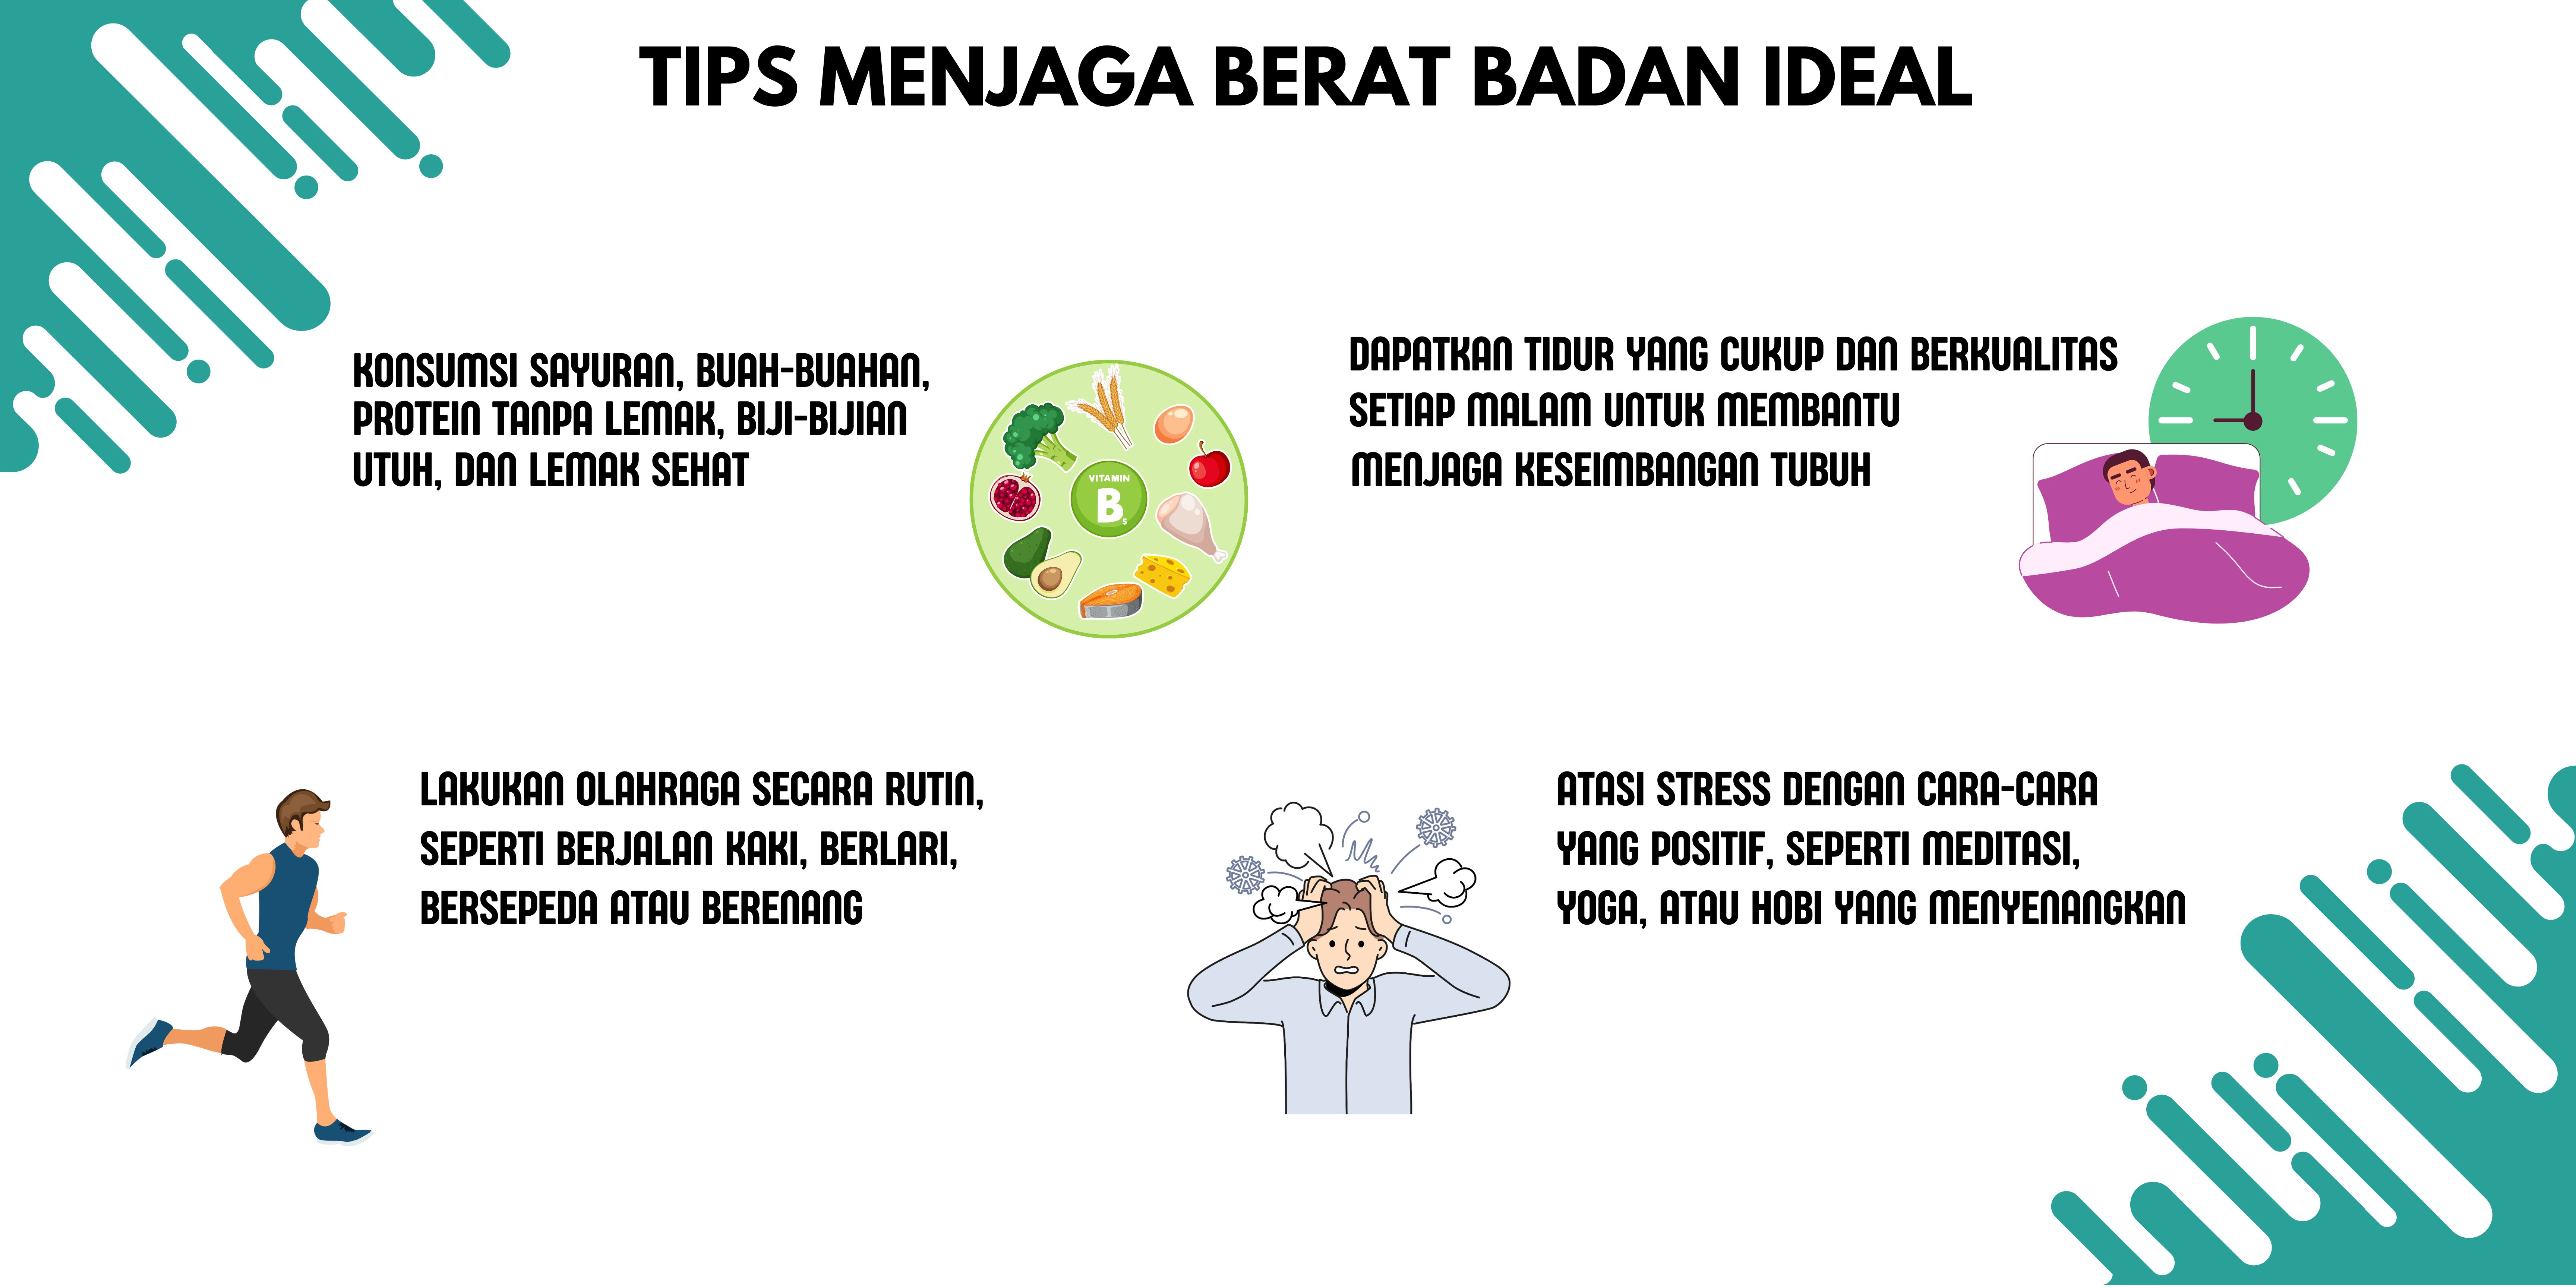 TIPS MENJAGA BERAT BADAN IDEAL
KONSUMSI SAYURAN, BUAH-BUAHAN,
PROTEIN TANPA LEMAK, BIJI-BIJIAN
UTUH, DAN LEMAK SEHAT
VITAMIN
B5
DAPATKAN TIDUR YANG CUKUP DAN BERKUALITAS
SETIAP MALAM UNTUK MEMBANTU
MENJAGA KESEIMBANGAN TUBUH
LAKUKAN OLAHRAGA SECARA RUTIN,
SEPERTI BERJALAN KAKI, BERLARI,
BERSEPEDA ATAU BERENANG
ATASI STRESS DENGAN CARA-CARA
YANG POSITIF, SEPERTI MEDITASI,
YOGA, ATAU HOBI YANG MENYENANGKAN